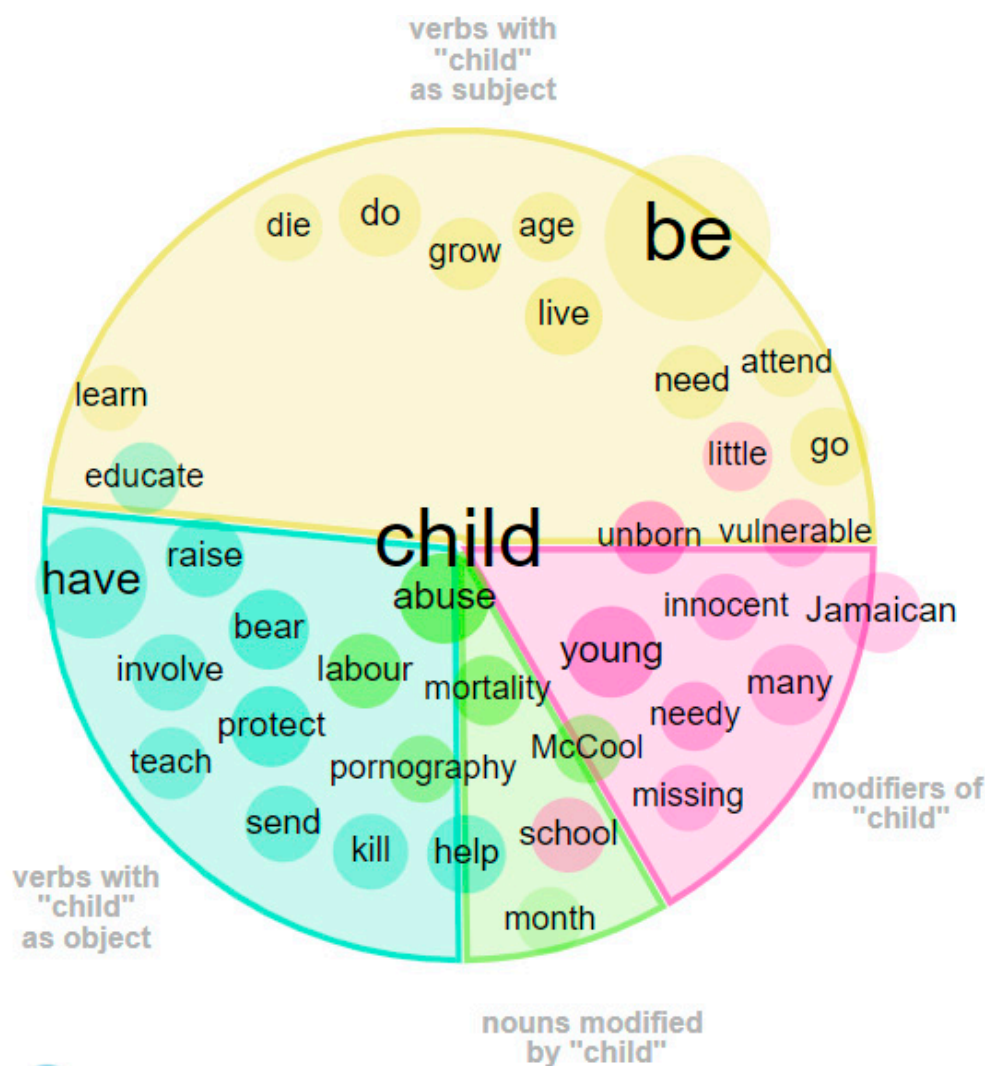 verbs with
"child"
as subject
be
die
do
grow
age
live
learn
need
attend
little
go
educate
child
unborn
vulnerable
have
raise
abuse
innocent
Jamaican
bear
young
involve
labour
mortality
many
protect
needy
teach
pornography
McCool
missing
modifiers of
"child"
send
kill
help
school
verbs with
"child"
as object
month
nouns modified
by "child"